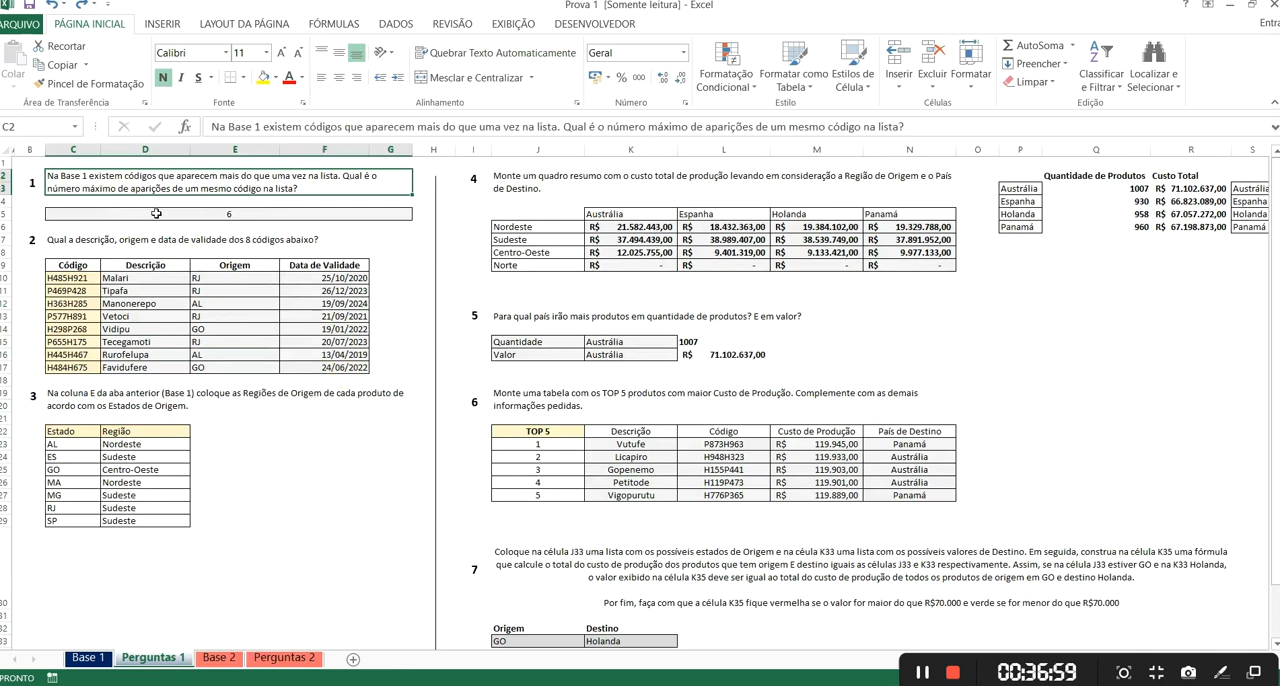 Prova 1 [Somente leitura] - Excel
ARQUIVO PÁGINA INICIAL INSERIR LAYOUT DA PÁGINA FÓRMULAS DADOS REVISÃO EXIBIÇÃO DESENVOLVEDOR Entra
Colar
Recortar
Copiar
Pincel de Formatação
Área de Transferência
Calibri 11
N I S
Fonte
Quebrar Texto Automaticamente
Mesclar e Centralizar
Alinhamento
Geral
% 000
Número
Formatação Condicional
Formatar como Tabela
Estilos de Célula
Estilo
Inserir Excluir Formatar
Células
AutoSoma
Preencher
Limpar
Classificar e Filtrar
Localizar e Selecionar
Edição
C2 fx Na Base 1 existem códigos que aparecem mais do que uma vez na lista. Qual é o número máximo de aparições de um mesmo código na lista?
B C D E F G H I J K L M N O P Q R S
1 Na Base 1 existem códigos que aparecem mais do que uma vez na lista. Qual é o
número máximo de aparições de um mesmo código na lista?
6
2 Qual a descrição, origem e data de validade dos 8 códigos abaixo?
Código Descrição Origem Data de Validade
H485H921 Malari RJ 25/10/2020
P469P428 Tipafa RJ 26/12/2023
H363H285 Manonerepo AL 19/09/2024
P577H891 Vetoci RJ 21/09/2021
H298P268 Vidipu GO 19/01/2022
P655H175 Tecegamoti RJ 20/07/2023
H445H467 Rurofelupa AL 13/04/2019
H484H675 Favidufere GO 24/06/2022
3 Na coluna E da aba anterior (Base 1) coloque as Regiões de Origem de cada produto de
acordo com os Estados de Origem.
Estado Região
AL Nordeste
ES Sudeste
GO Centro-Oeste
MA Nordeste
MG Sudeste
RJ Sudeste
SP Sudeste
4 Monte um quadro resumo com o custo total de produção levando em consideração a Região de Origem e o País
de Destino.
Austrália Espanha Holanda Panamá
Nordeste R$ 21.582.443,00 R$ 18.432.363,00 R$ 19.384.102,00 R$ 19.329.788,00
Sudeste R$ 37.494.439,00 R$ 38.989.407,00 R$ 38.539.749,00 R$ 37.891.952,00
Centro-Oeste R$ 12.025.755,00 R$ 9.401.319,00 R$ 9.133.421,00 R$ 9.977.133,00
Norte R$ - R$ - R$ - R$ -
Quantidade de Produtos Custo Total
Austrália 1007 R$ 71.102.637,00 Austrália
Espanha 930 R$ 66.823.089,00 Espanha
Holanda 958 R$ 67.057.272,00 Holanda
Panamá 960 R$ 67.198.873,00 Panamá
5 Para qual país irão mais produtos em quantidade de produtos? E em valor?
Quantidade Austrália 1007
Valor Austrália R$ 71.102.637,00
6 Monte uma tabela com os TOP 5 produtos com maior Custo de Produção. Complemente com as demais
informações pedidas.
TOP 5 Descrição Código Custo de Produção País de Destino
1 Vutufe P873H963 R$ 119.945,00 Panamá
2 Licapiro H948H323 R$ 119.933,00 Austrália
3 Gopenemo H155P441 R$ 119.903,00 Austrália
4 Petitode H119P473 R$ 119.901,00 Austrália
5 Vigopurutu H776P365 R$ 119.889,00 Panamá
7 Coloque na célula J33 uma lista com os possíveis estados de Origem e na céula K33 uma lista com os possíveis valores de Destino. Em seguida, construa na célula K35 uma fórmula
que calcule o total do custo de produção dos produtos que tem origem E destino iguais as células J33 e K33 respectivamente. Assim, se na célula J33 estiver GO e na K33 Holanda,
o valor exibido na célula K35 deve ser igual ao total do custo de produção de todos os produtos de origem em GO e destino Holanda.
Por fim, faça com que a célula K35 fique vermelha se o valor for maior do que R$70.000 e verde se for menor do que R$70.000
Origem Destino
GO Holanda
Base 1 Perguntas 1 Base 2 Perguntas 2
PRONTO
00:36:59